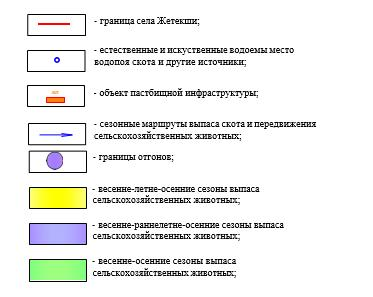 - граница села Жетекши;
- естественные и искуственные водоемы место
водопоя скота и другие источники;
- объект пастбищной инфраструктуры;
- сезонные маршруты выпаса скота и передвижения
сельскохозяйственных животных;
- границы отгонов;
- весенне-летне-осенние сезоны выпаса
сельскохозяйственных животных;
- весенне-раннелетне-осенние сезоны выпаса
сельскохозяйственных животных;
- весенне-осенние сезоны выпаса
сельскохозяйственных животных;